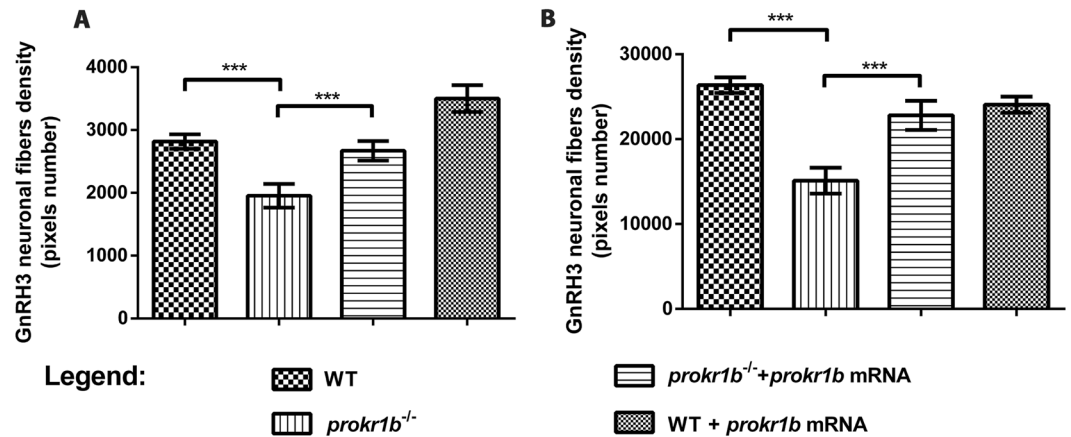 A
GnRH3 neuronal fibers density
(pixels number)
4000
3000
2000
1000
0
***
***
B
GnRH3 neuronal fibers density
(pixels number)
30000
20000
10000
0
***
***
Legend:
WT
prokr1b-/-
prokr1b-/-+prokr1b mRNA
WT + prokr1b mRNA